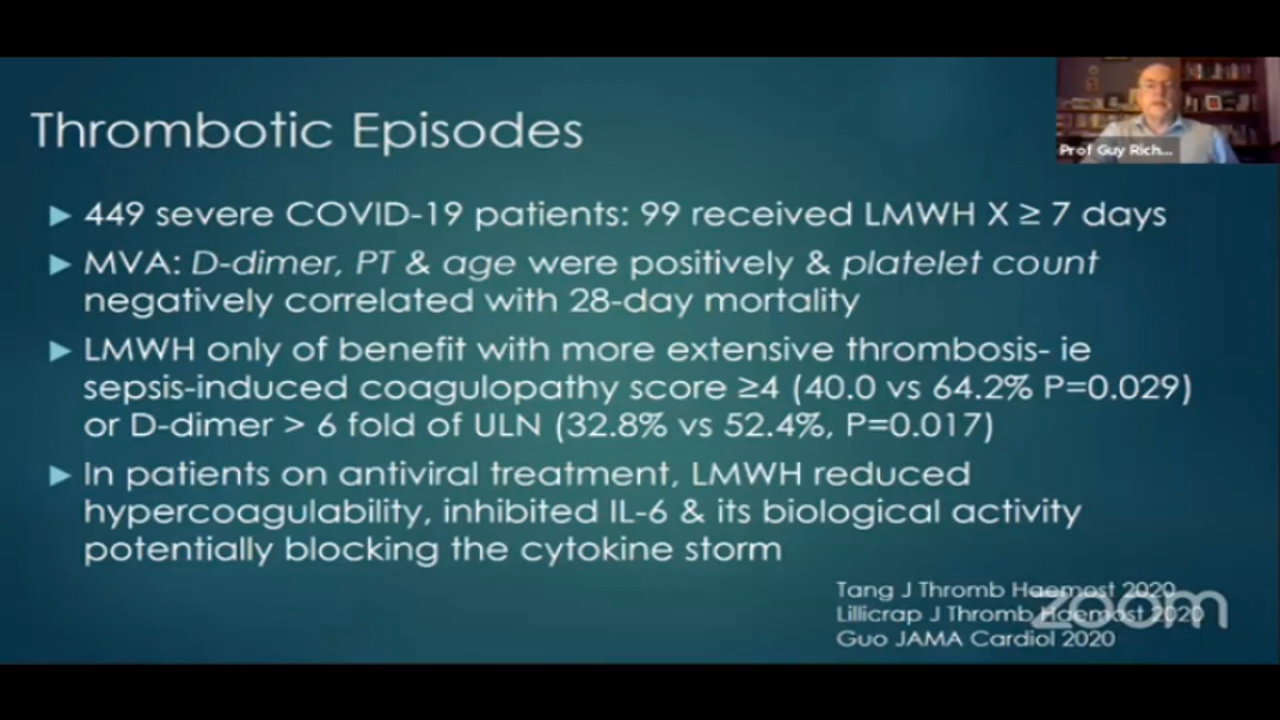 Thrombotic Episodes
Prof Guy Rich...
▶ 449 severe COVID-19 patients: 99 received LMWH X ≥ 7 days
▶ MVA: D-dimer, PT & age were positively & platelet count
negatively correlated with 28-day mortality
▶ LMWH only of benefit with more extensive thrombosis- ie
sepsis-induced coagulopathy score ≥4 (40.0 vs 64.2% P=0.029)
or D-dimer > 6 fold of ULN (32.8% vs 52.4%, P=0.017)
▶ In patients on antiviral treatment, LMWH reduced
hypercoagulability, inhibited IL-6 & its biological activity
potentially blocking the cytokine storm
Tang J Thromb Haemost 2020
Lillicrap J Thromb Haemost 2020
Guo JAMA Cardiol 2020
zoom